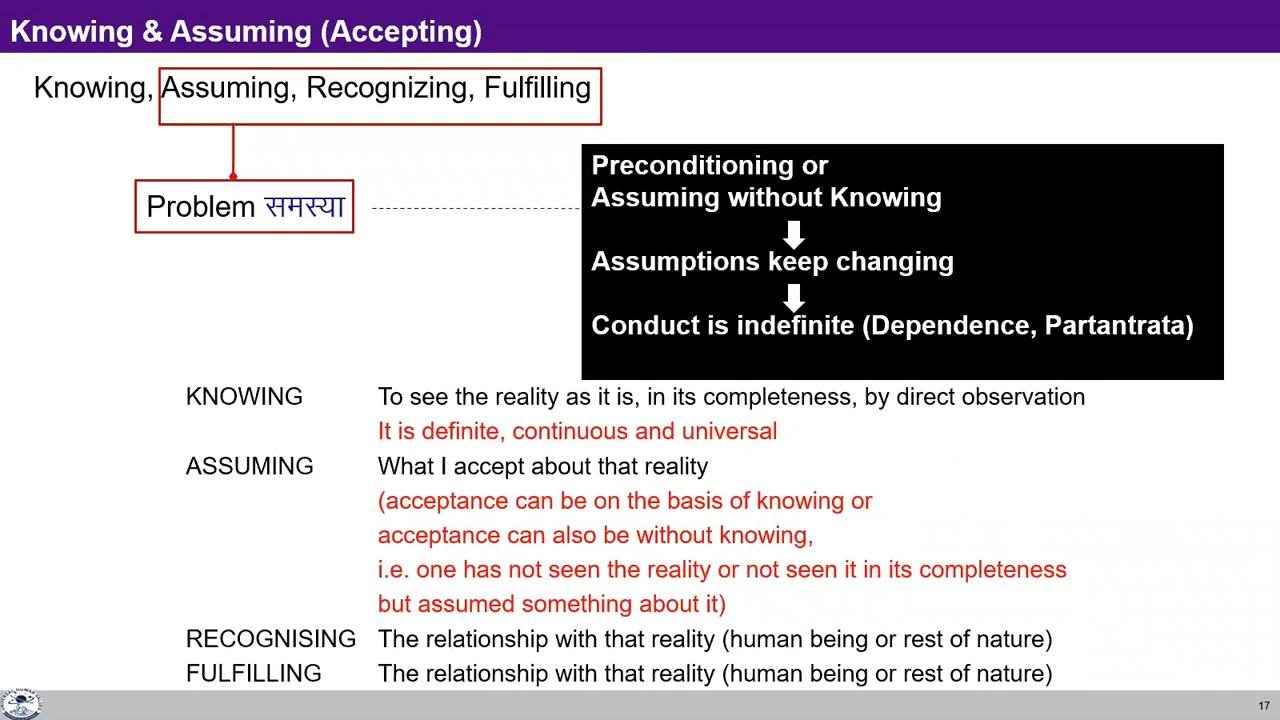 Knowing & Assuming (Accepting)
Knowing, Assuming, Recognizing, Fulfilling
Problem समस्या
Preconditioning or
Assuming without Knowing
Assumptions keep changing
Conduct is indefinite (Dependence, Partantrata)
KNOWING To see the reality as it is, in its completeness, by direct observation
It is definite, continuous and universal
ASSUMING What I accept about that reality
(acceptance can be on the basis of knowing or
acceptance can also be without knowing,
i.e. one has not seen the reality or not seen it in its completeness
but assumed something about it)
RECOGNISING The relationship with that reality (human being or rest of nature)
FULFILLING The relationship with that reality (human being or rest of nature)
17